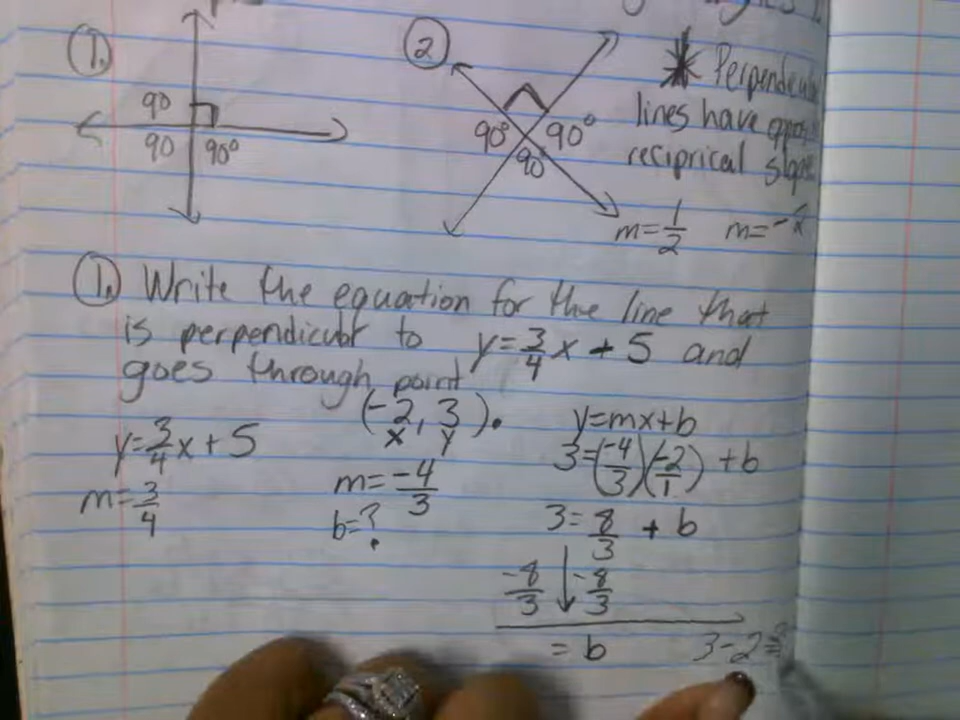 1.
90
90 90°
2
90° 90°
90
* Perpendicular
lines have
reciprical
m=1/2 m=-
1. Write the equation for the line that
is perpendicular to y=3/4x+5 and
goes through point
(-2, 3).
x y
y=3/4x+5
m=3/4
m=-4/3
b=?
y=mx+b
3=(-4/3)(-2/1)+b
3=8/3+b
-8/3 -8/3
=b 3-2=